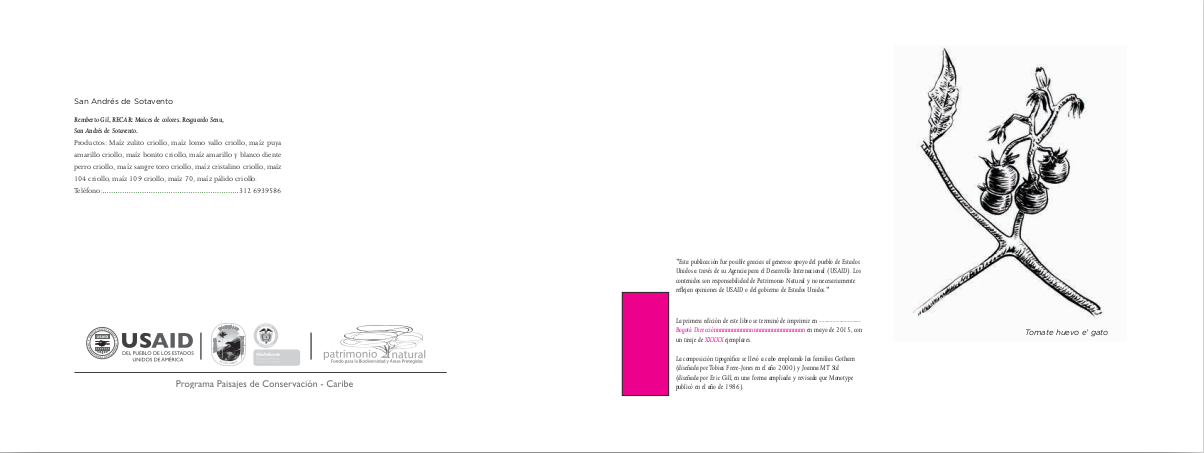 San Andrés de Sotavento
Remberto Gil, RECAR: Maíces de colores. Resguardo Senu,
San Andrés de Sotavento.
Productos: Maíz zulito criollo, maíz lomo vallo criollo, maíz puya
amarillo criollo, maíz bonito criollo, maíz amarillo y blanco diente
perro criollo, maíz sangre toro criollo, maíz cristalino criollo, maíz
104 criollo, maíz 109 criollo, maíz 70, maíz pálido criollo.
Teléfono:..............................................................312 6939586
USAID
DEL PUEBLO DE LOS ESTADOS
UNIDOS DE AMÉRICA
patrimonio natural
Fondo para la Biodiversidad y Áreas Protegidas
Programa Paisajes de Conservación - Caribe
"Esta publicación fue posible gracias al generoso apoyo del pueblo de Estados
Unidos a través de su Agencia para el Desarrollo Internacional (USAID). Los
contenidos son responsabilidad de Patrimonio Natural y no necesariamente
reflejan opiniones de USAID o del gobierno de Estados Unidos."
La primera edición de este libro se terminó de imprimir en --------------------
Bogotá Direcciónnnnnnnnnnnnnnnnnnnnnnnnnnnnnnn en mayo de 2015, con
un tiraje de XXXXX ejemplares.
La composición tipográfica se llevó a cabo empleando las familias Gotham
(diseñada por Tobias Frere-Jones en el año 2000) y Joanna MT Std
(diseñada por Eric Gill, en una forma ampliada y revisada que Monotype
publicó en el año de 1986).
Tomate huevo e' gato